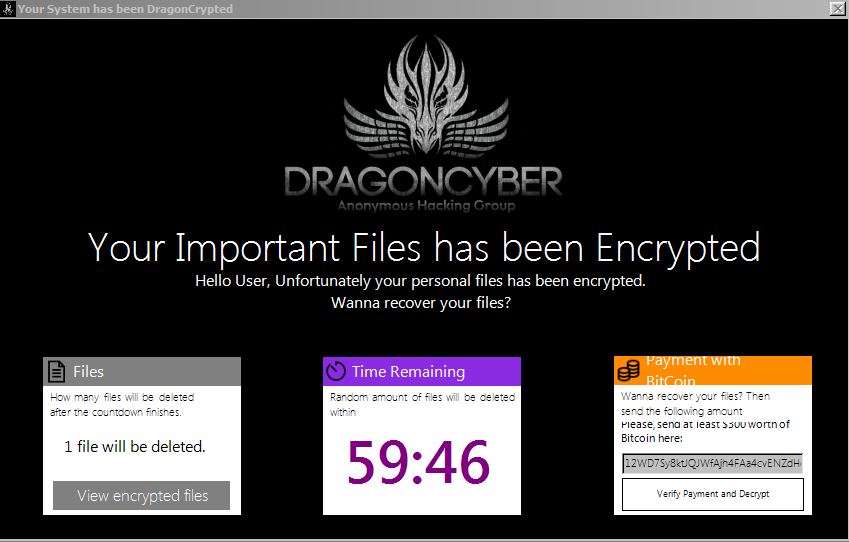 Your System has been DragonCrypted
DRAGONCYBER
Anonymous Hacking Group
Your Important Files has been Encrypted
Hello User, Unfortunately your personal files has been encrypted.
Wanna recover your files?
Files
How many files will be deleted
after the countdown finishes.
1 file will be deleted.
View encrypted files
Time Remaining
Random amount of files will be deleted
within
59:46
Payment with
BitCoin
Wanna recover your files? Then
send the following amount
Please, send at least $300 worth of
Bitcoin here:
12WD7Sy8ktJQJWfAjh4FAa4cvENZdH
Verify Payment and Decrypt